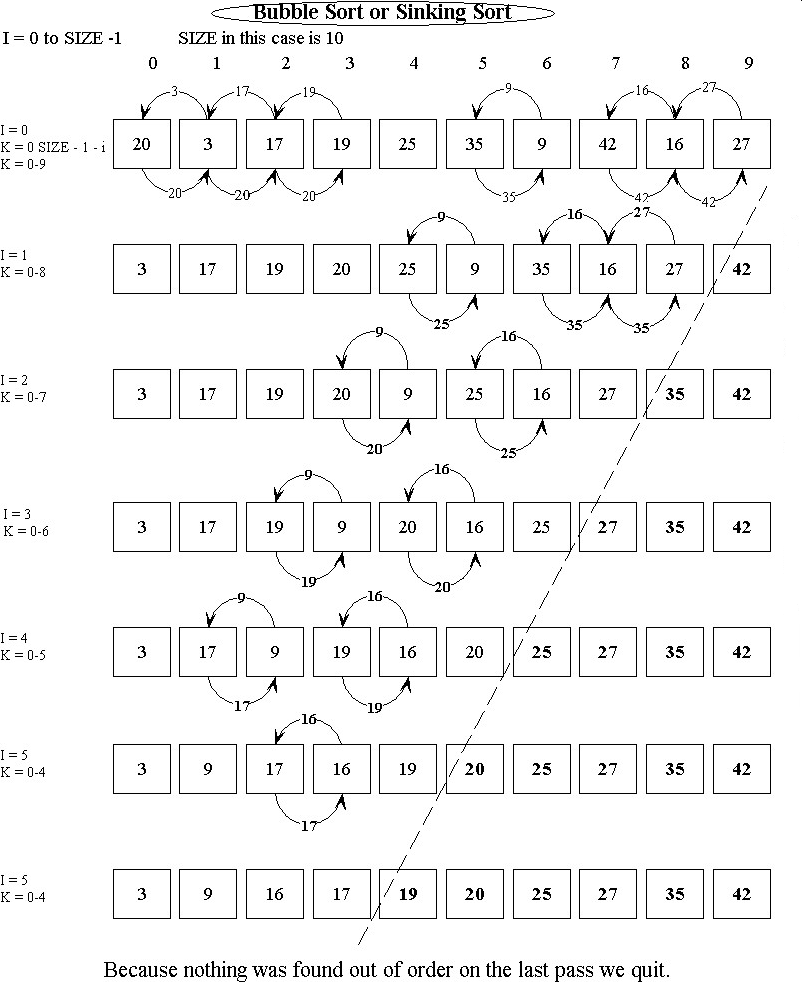 Bubble Sort or Sinking Sort
I = 0 to SIZE -1 SIZE in this case is 10
0 1 2 3 4 5 6 7 8 9
3 17 19 9 16 27
I = 0
K = 0 SIZE - 1 - i
K = 0-9
20 3 17 19 25 35 9 42 16 27
20 20 20 35 42 42
9 16 27
I = 1
K = 0-8
3 17 19 20 25 9 35 16 27 42
25 35 35
9 16
I = 2
K = 0-7
3 17 19 20 9 25 16 27 35 42
20 25
9 16
I = 3
K = 0-6
3 17 19 9 20 16 25 27 35 42
19 20
9 16
I = 4
K = 0-5
3 17 9 19 16 20 25 27 35 42
17 19
16
I = 5
K = 0-4
3 9 17 16 19 20 25 27 35 42
17
I = 5
K = 0-4
3 9 16 17 19 20 25 27 35 42
Because nothing was found out of order on the last pass we quit.